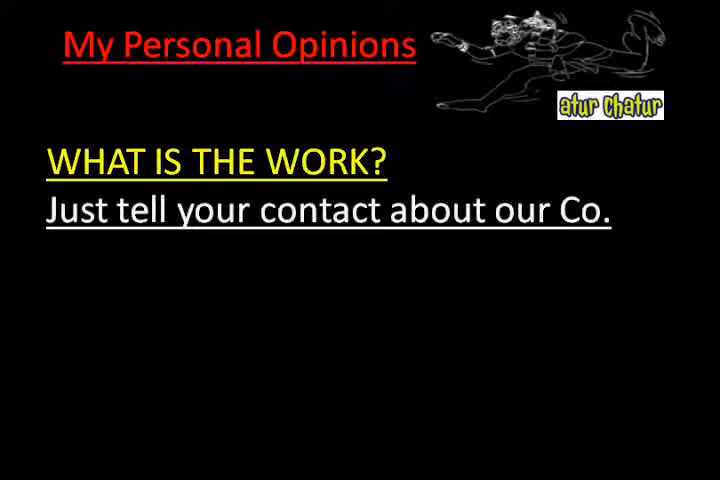 My Personal Opinions
atur Chatur
WHAT IS THE WORK?
Just tell your contact about our Co.